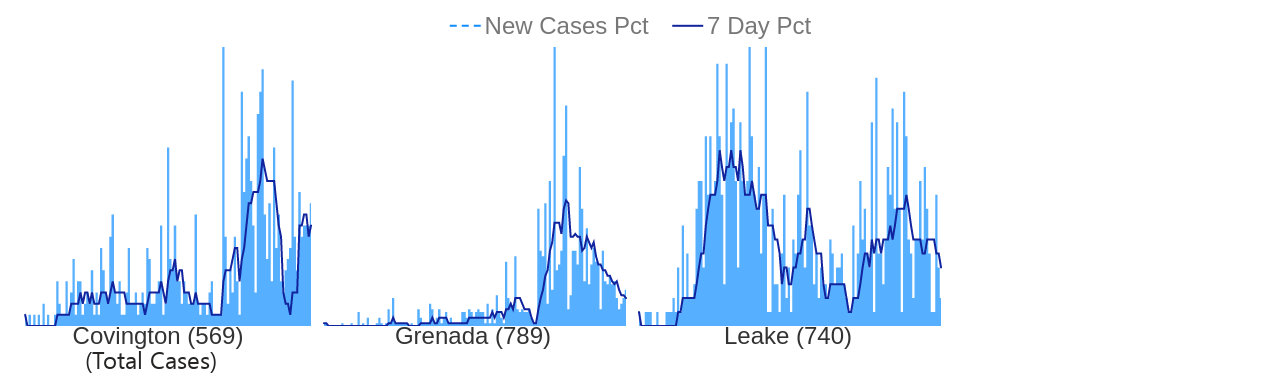 New Cases Pct 7 Day Pct
Covington (569) Grenada (789) Leake (740)
(Total Cases)